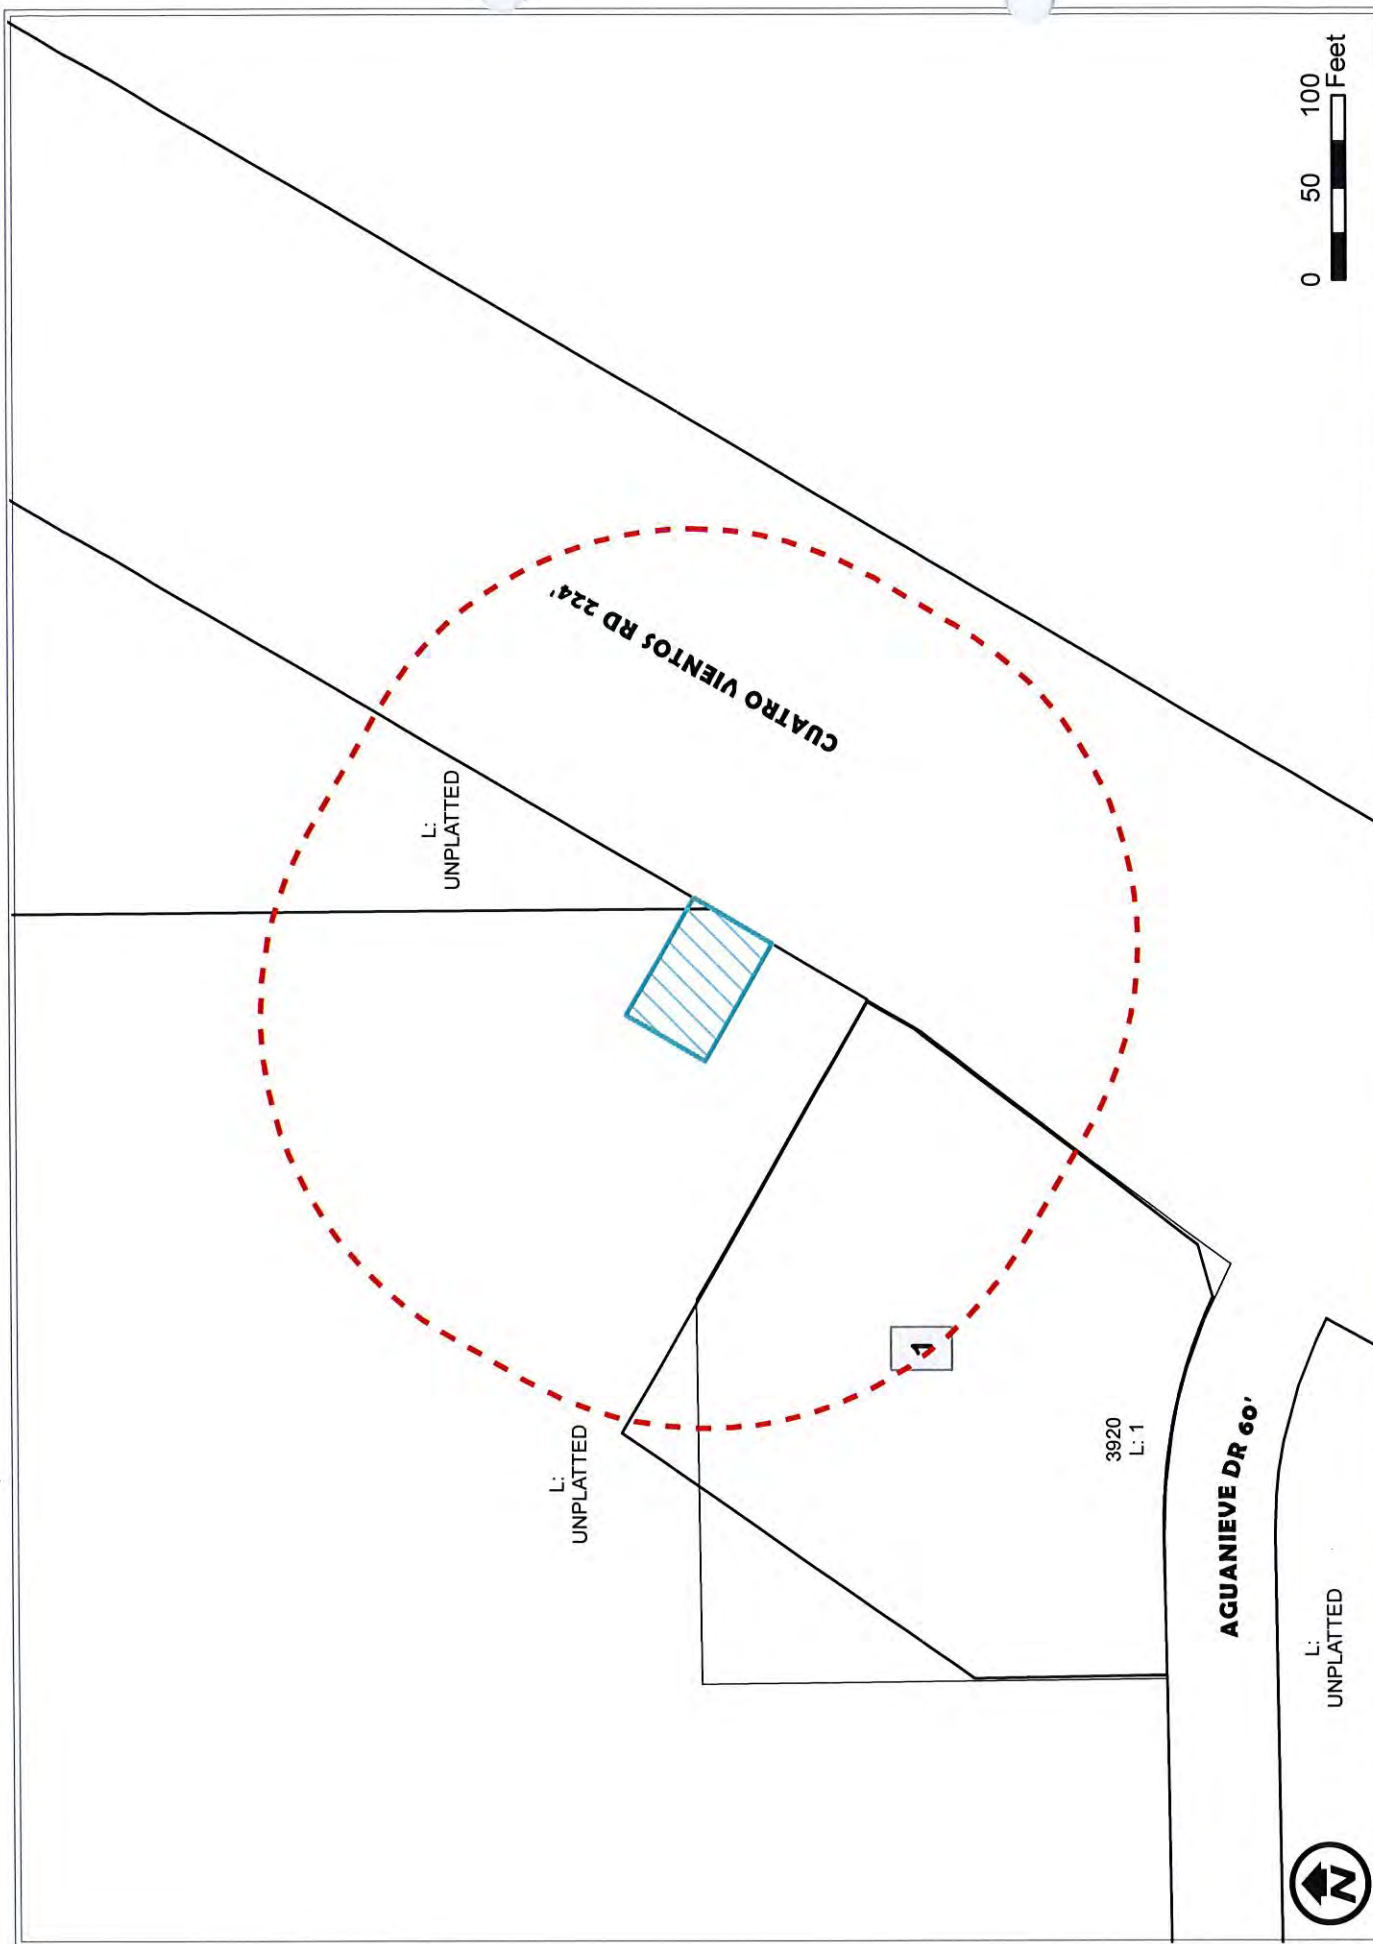 L:
UNPLATTED
CUATRO VIENTOS RD 224'
L:
UNPLATTED
1
3920
L: 1
AGUANIEVE DR 60'
L:
UNPLATTED
0 50 100
Feet
N